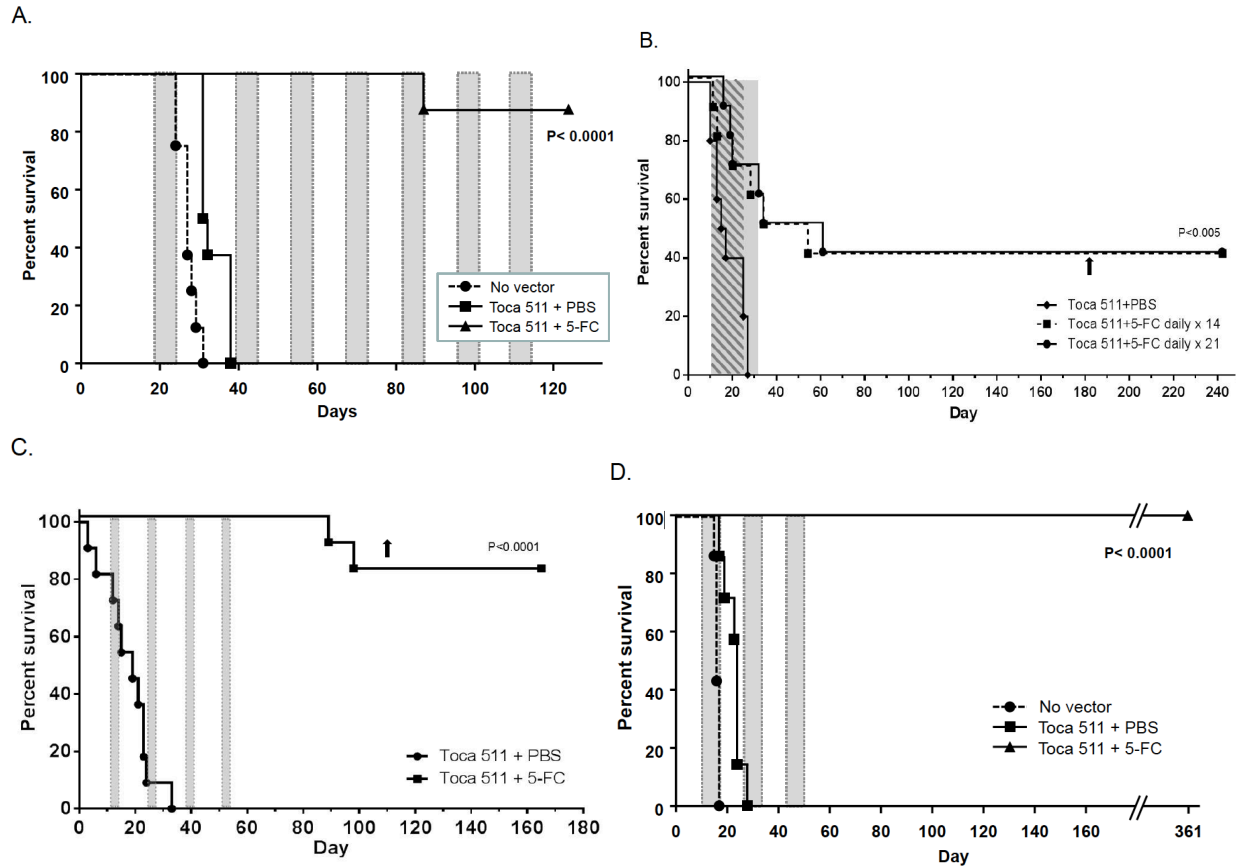 A.
Percent survival
100
80
60
40
20
0
P< 0.0001
No vector
Toca 511 + PBS
Toca 511 + 5-FC
0 20 40 60 80 100 120
Days
B.
Percent survival
100
80
60
40
20
0
P<0.005
Toca 511+PBS
Toca 511+5-FC daily x 14
Toca 511+5-FC daily x 21
0 20 40 60 80 100 120 140 160 180 200 220 240
Day
C.
Percent survival
100
80
60
40
20
0
P<0.0001
Toca 511 + PBS
Toca 511 + 5-FC
0 20 40 60 80 100 120 140 160 180
Day
D.
Percent survival
100
80
60
40
20
0
P< 0.0001
No vector
Toca 511 + PBS
Toca 511 + 5-FC
0 20 40 60 80 100 120 140 160 361
Day